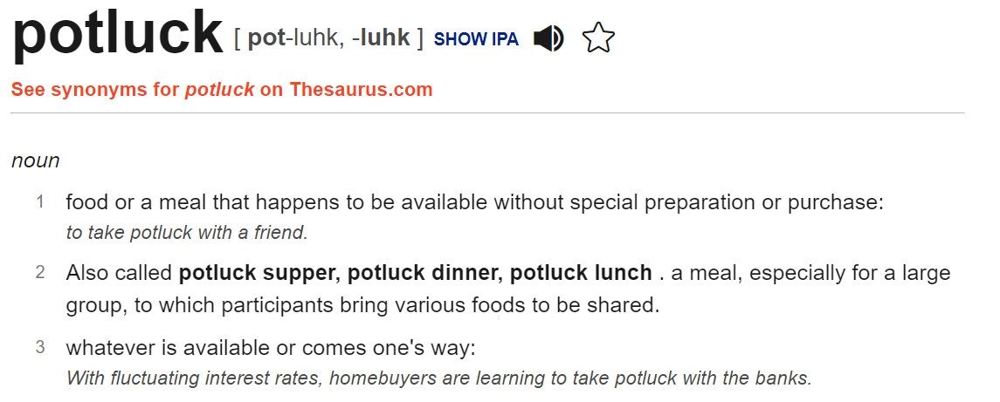 potluck [ pot-luhk, -luhk ] SHOW IPA
See synonyms for potluck on Thesaurus.com
noun
1 food or a meal that happens to be available without special preparation or purchase:
to take potluck with a friend.
2 Also called potluck supper, potluck dinner, potluck lunch . a meal, especially for a large
group, to which participants bring various foods to be shared.
3 whatever is available or comes one's way:
With fluctuating interest rates, homebuyers are learning to take potluck with the banks.